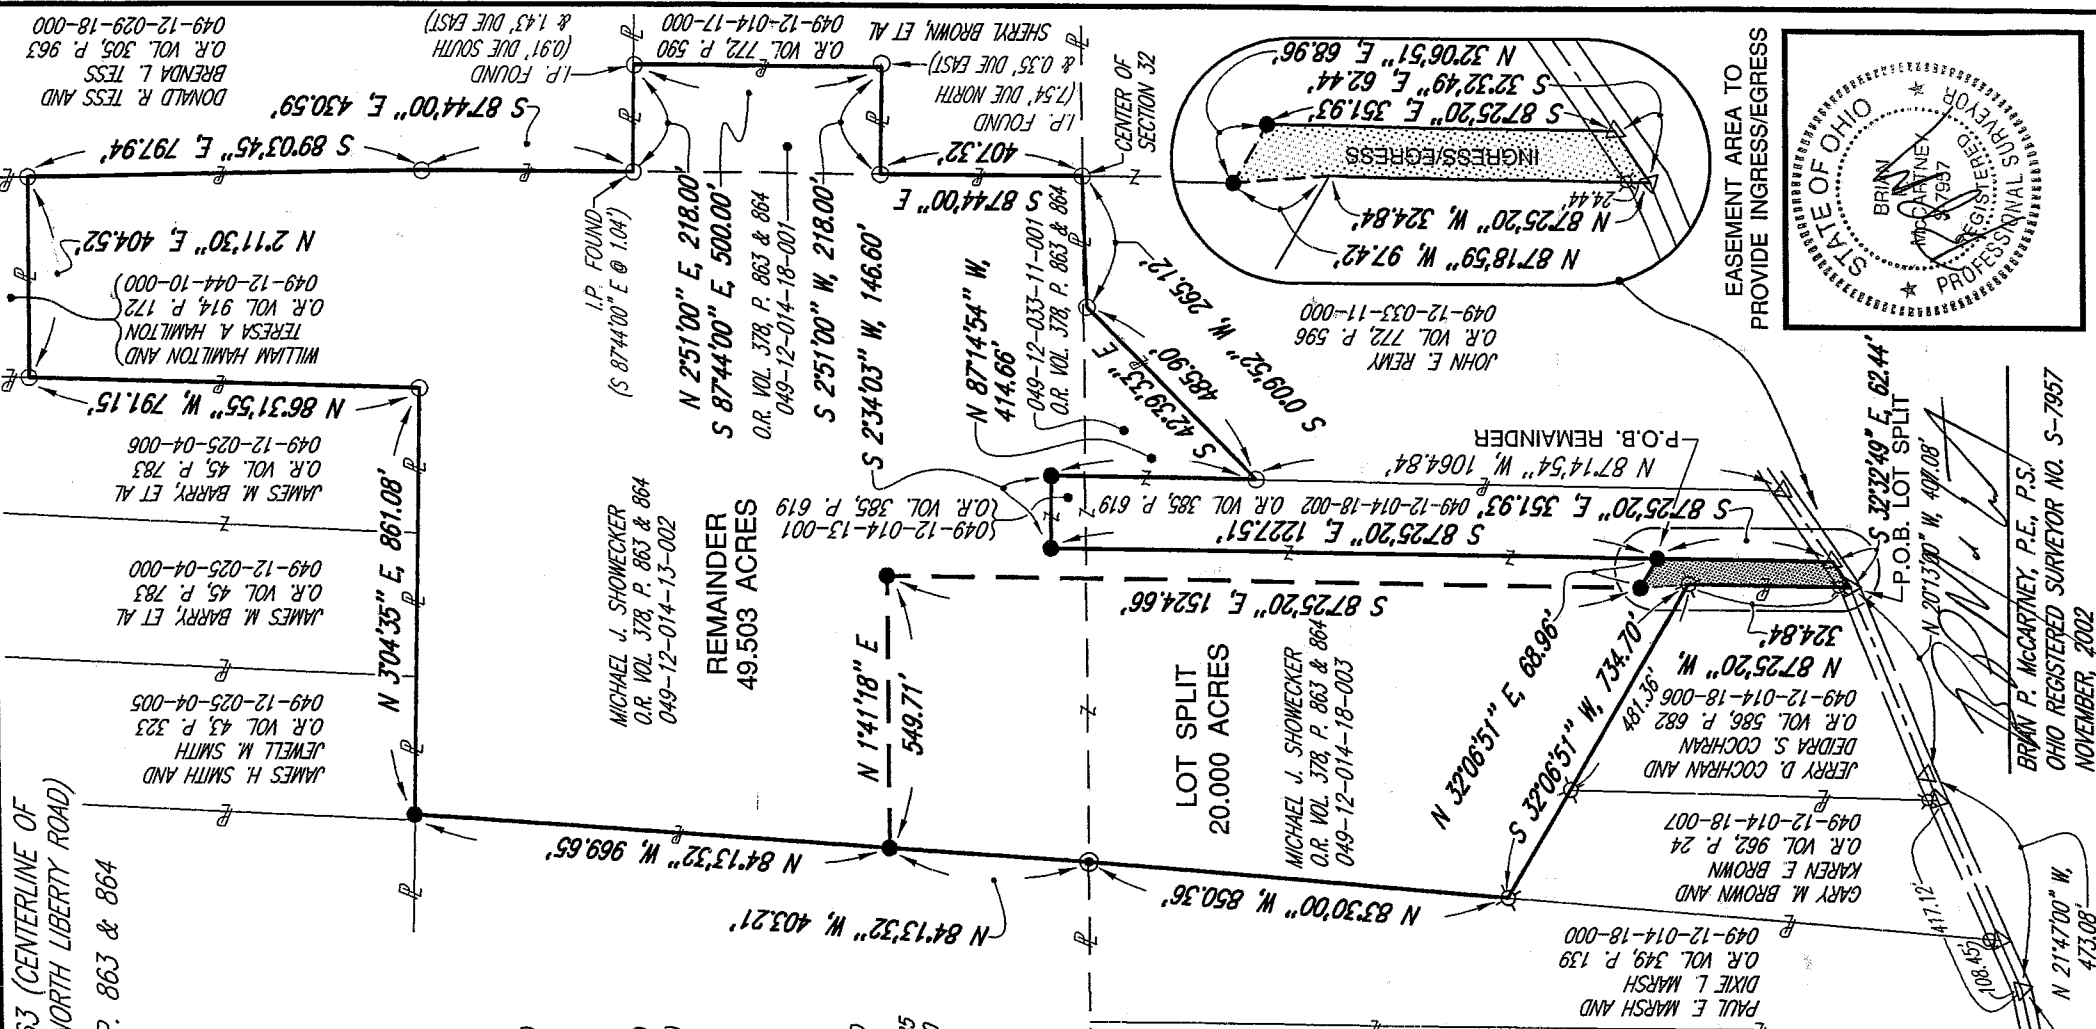 DONALD R. TESS AND
BRENDA L. TESS
O.R. VOL. 305, P. 963
049-12-029-18-000
I.P. FOUND
(0.91' DUE SOUTH
& 1.43' DUE EAST)
O.R. VOL. 772, P. 590
049-12-014-17-000
SHERYL BROWN, ET AL
I.P. FOUND
(7.54' DUE NORTH
& 0.35' DUE EAST)
CENTER OF
SECTION 32
S 89°03'45" E, 797.94'
S 87°44'00" E, 430.59'
407.32'
S 87°44'00" E
I.P. FOUND
(S 87°44'00" E @ 1.04')
N 2°51'00" E, 218.00'
S 87°44'00" E, 500.00'
O.R. VOL. 378, P. 863 & 864
049-12-014-18-001
S 2°51'00" W, 218.00'
S 2°34'03" W, 146.60'
N 87°14'54" W,
414.66'
049-12-033-11-001
O.R. VOL. 378, P. 863 & 864
S 0°09'52" W, 265.12'
S 42°39'33" E
485.90'
N 32°06'51" E, 68.96'
S 32°32'49" E, 62.44'
S 87°25'20" E, 351.93'
INGRESS/EGRESS
24.44'
N 87°25'20" W, 324.84'
N 87°18'59" W, 97.42'
EASEMENT AREA TO
PROVIDE INGRESS/EGRESS
STATE OF OHIO
BRIAN
McCARTNEY
S-7957
REGISTERED
PROFESSIONAL SURVEYOR
JOHN E. REMY
O.R. VOL. 772, P. 596
049-12-033-11-000
N 2°11'30" E, 404.52'
WILLIAM HAMILTON AND
TERESA A. HAMILTON
O.R. VOL. 914, P. 172
049-12-044-10-000
N 86°31'55" W, 791.15'
JAMES M. BARRY, ET AL
O.R. VOL. 45, P. 783
049-12-025-04-006
JAMES M. BARRY, ET AL
O.R. VOL. 45, P. 783
049-12-025-04-000
JAMES H. SMITH AND
JEWELL M. SMITH
O.R. VOL. 43, P. 323
049-12-025-04-005
N 3°04'35" E, 861.08'
MICHAEL J. SHOWECKER
O.R. VOL. 378, P. 863 & 864
049-12-014-13-002
REMAINDER
49.503 ACRES
049-12-014-13-001
(O.R. VOL. 385, P. 619
049-12-014-18-002 O.R. VOL. 385, P. 619
N 87°14'54" W, 1064.84'
P.O.B. REMAINDER
S 87°25'20" E, 351.93'
S 87°25'20" E, 1227.51'
S 87°25'20" E, 1524.66'
N 1°41'18" E
549.71'
LOT SPLIT
20.000 ACRES
MICHAEL J. SHOWECKER
O.R. VOL. 378, P. 863 & 864
049-12-014-18-003
N 32°06'51" E, 68.96'
S 32°06'51" W, 734.70'
481.36'
324.84'
N 87°25'20" W,
JERRY D. COCHRAN AND
DEIDRA S. COCHRAN
O.R. VOL. 586, P. 682
049-12-014-18-006
S 32°32'49" E, 62.44'
P.O.B. LOT SPLIT
N 20°13'00" W,
BRIAN P. McCARTNEY, P.E., P.S.
OHIO REGISTERED SURVEYOR NO. S-7957
NOVEMBER, 2002
GARY M. BROWN AND
KAREN E. BROWN
O.R. VOL. 962, P. 24
049-12-014-18-007
PAUL E. MARSH AND
DIXIE L. MARSH
O.R. VOL. 349, P. 139
049-12-014-18-000
417.12'
108.45'
N 21°47'00" W,
473.08'
N 84°13'32" W, 969.65'
N 84°13'32" W, 403.21'
N 83°30'00" W, 850.36'
63 (CENTERLINE OF
NORTH LIBERTY ROAD)
P. 863 & 864